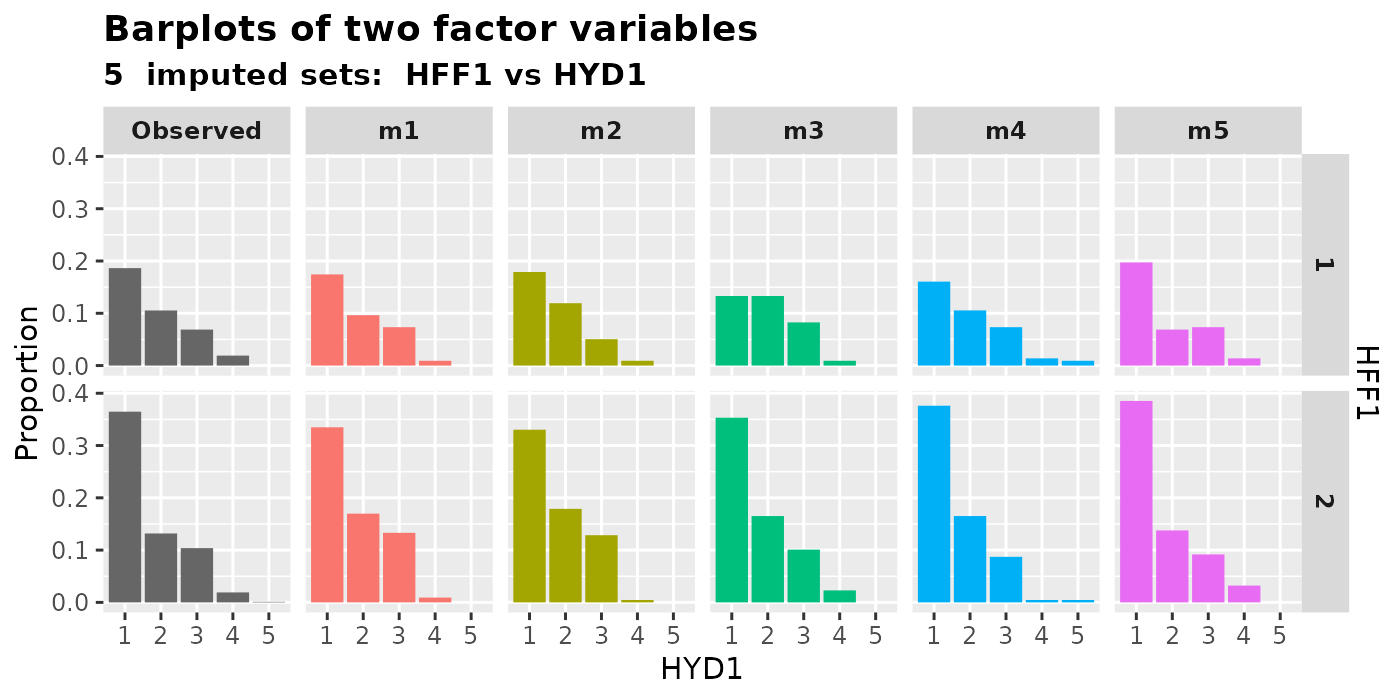 Barplots of two factor variables
5  imputed sets:  HFF1 vs HYD1
Observed m1 m2 m3 m4 m5
0.4
0.3
0.2
0.1
0.0
1
0.4
0.3
0.2
0.1
0.0
2
Proportion
HFF1
1 2 3 4 5 1 2 3 4 5 1 2 3 4 5 1 2 3 4 5 1 2 3 4 5 1 2 3 4 5
HYD1